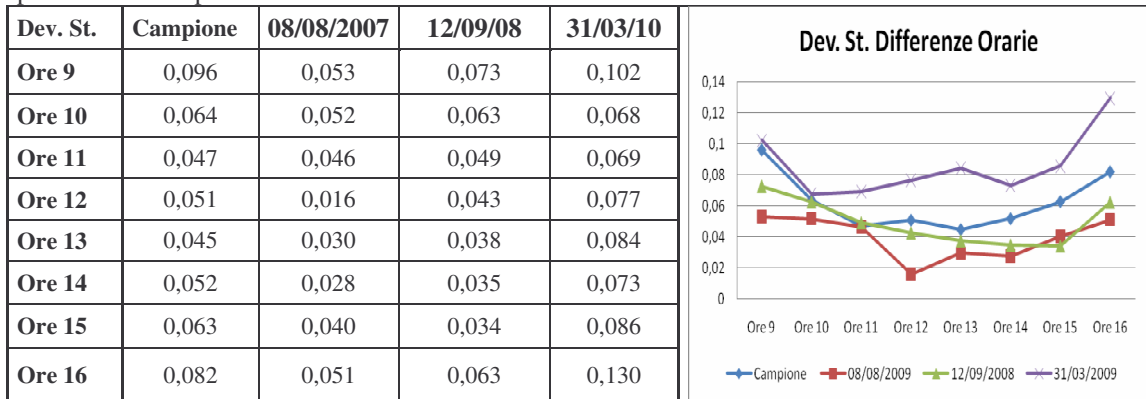 Dev. St. Campione 08/08/2007 12/09/08 31/03/10
Ore 9 0,096 0,053 0,073 0,102
Ore 10 0,064 0,052 0,063 0,068
Ore 11 0,047 0,046 0,049 0,069
Ore 12 0,051 0,016 0,043 0,077
Ore 13 0,045 0,030 0,038 0,084
Ore 14 0,052 0,028 0,035 0,073
Ore 15 0,063 0,040 0,034 0,086
Ore 16 0,082 0,051 0,063 0,130
Dev. St. Differenze Orarie
0,14
0,12
0,1
0,08
0,06
0,04
0,02
0
Ore 9 Ore 10 Ore 11 Ore 12 Ore 13 Ore 14 Ore 15 Ore 16
Campione 08/08/2009 12/09/2008 31/03/2009